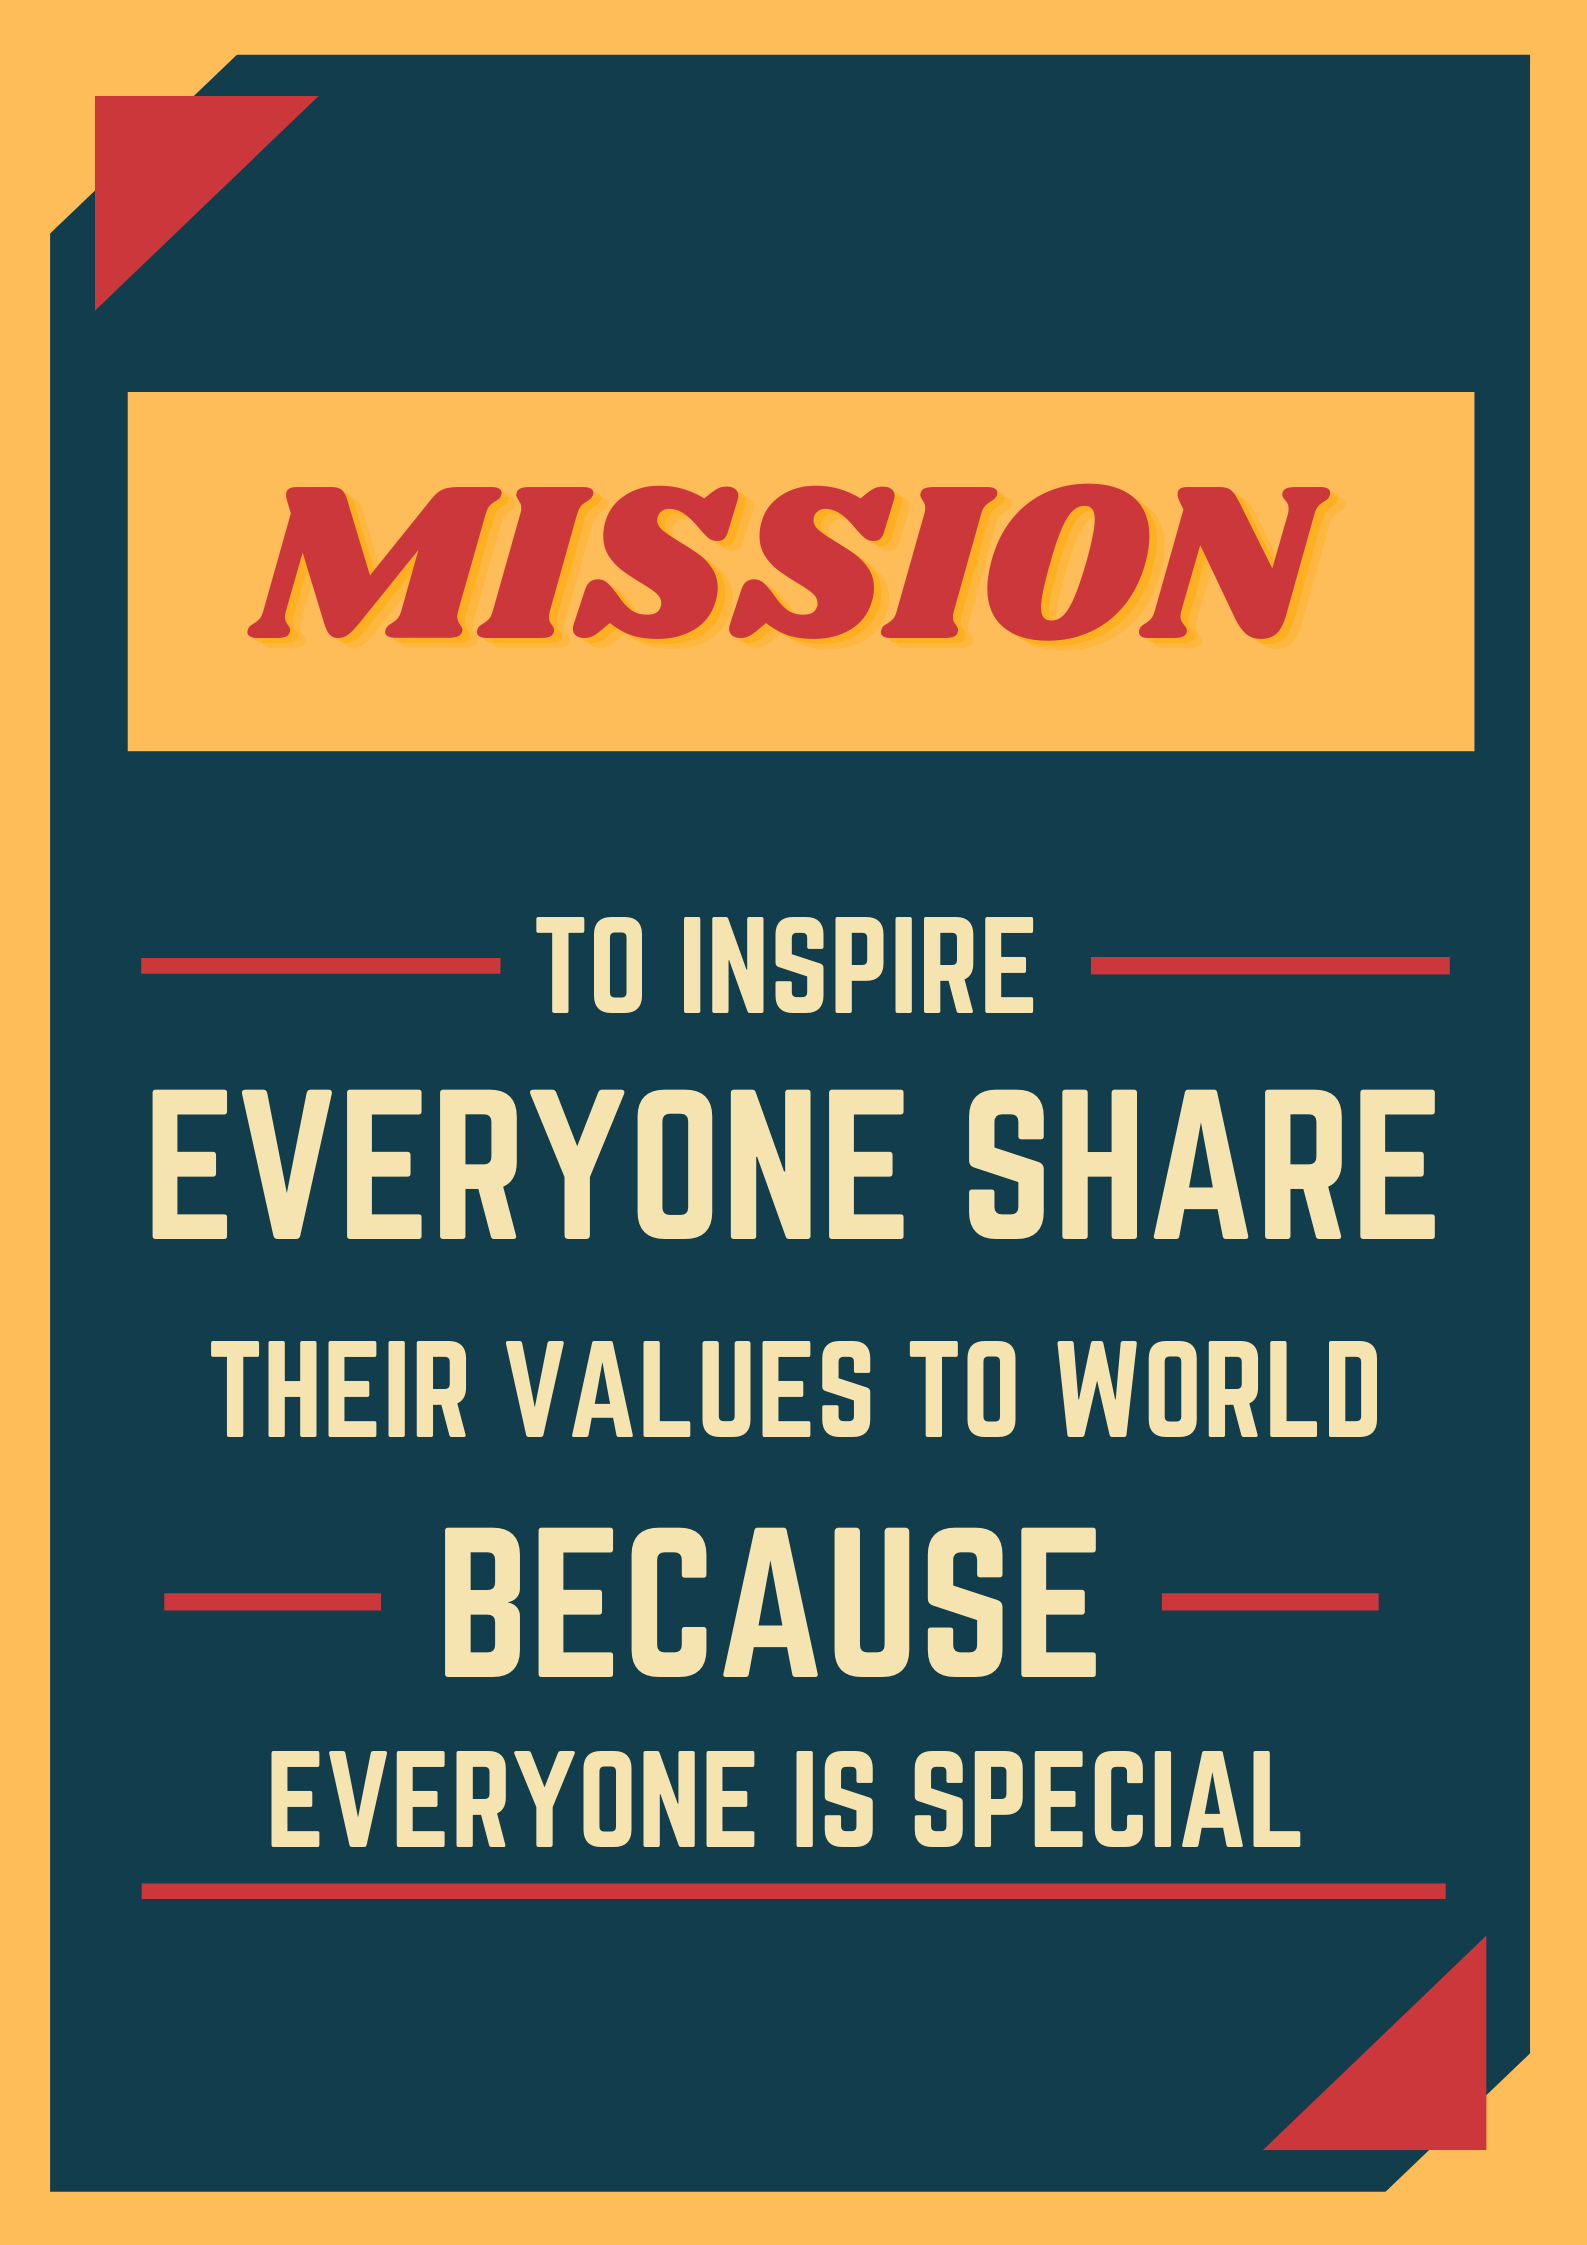 MISSION
TO INSPIRE
EVERYONE SHARE
THEIR VALUES TO WORLD
BECAUSE
EVERYONE IS SPECIAL